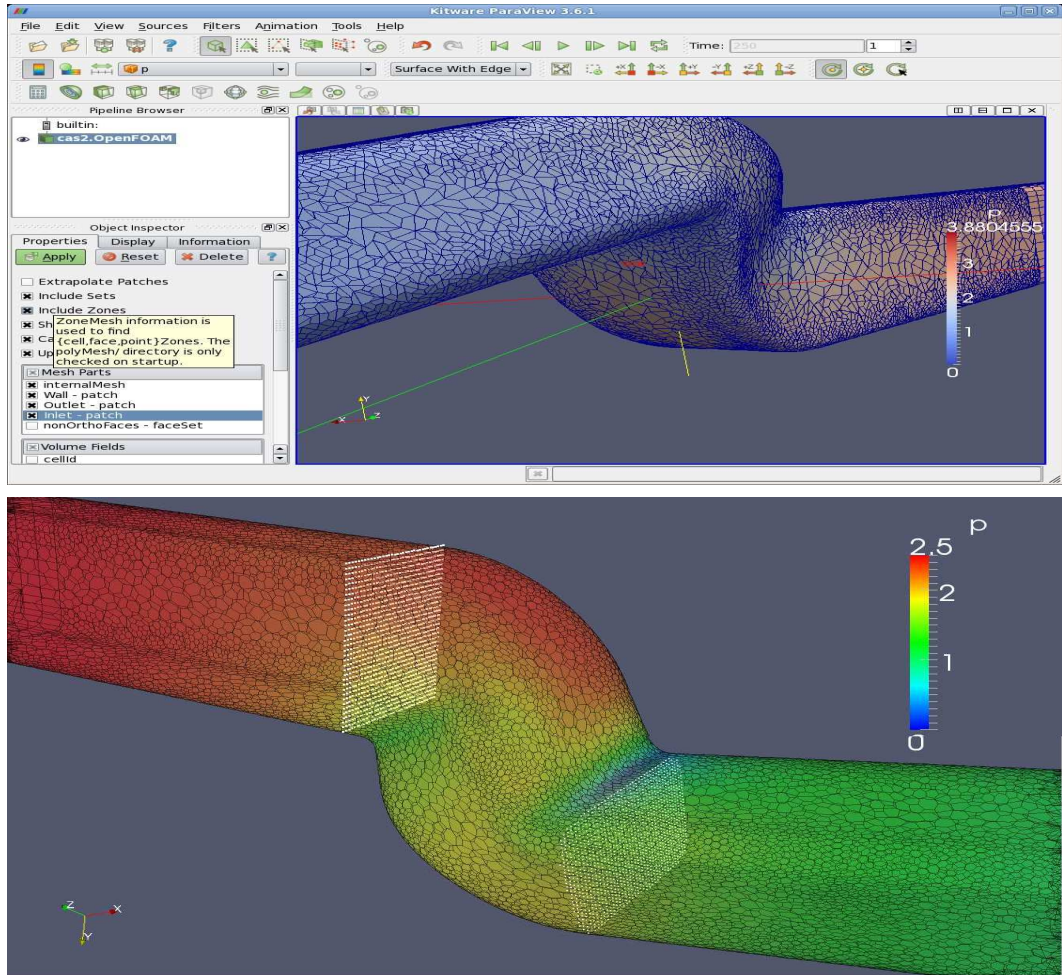 Kitware ParaView 3.6.1
File Edit View Sources Filters Animation Tools Help
Time: 250 1
p Surface With Edge +X -X +Y -Y +Z -Z
Pipeline Browser
builtin:
cas2.OpenFOAM
Object Inspector
Properties Display Information
Apply Reset Delete ?
Extrapolate Patches
Include Sets
Include Zones
Sh
Ca
Up
ZoneMesh information is
used to find
{cell,face,point}Zones. The
polyMesh/ directory is only
checked on startup.
Mesh Parts
internalMesh
Wall - patch
Outlet - patch
Inlet - patch
nonOrthoFaces - faceSet
Volume Fields
cellId
p
3.8804555
3
2
1
0
Y
X Z
p
2.5
2
1
0
Z X
Y